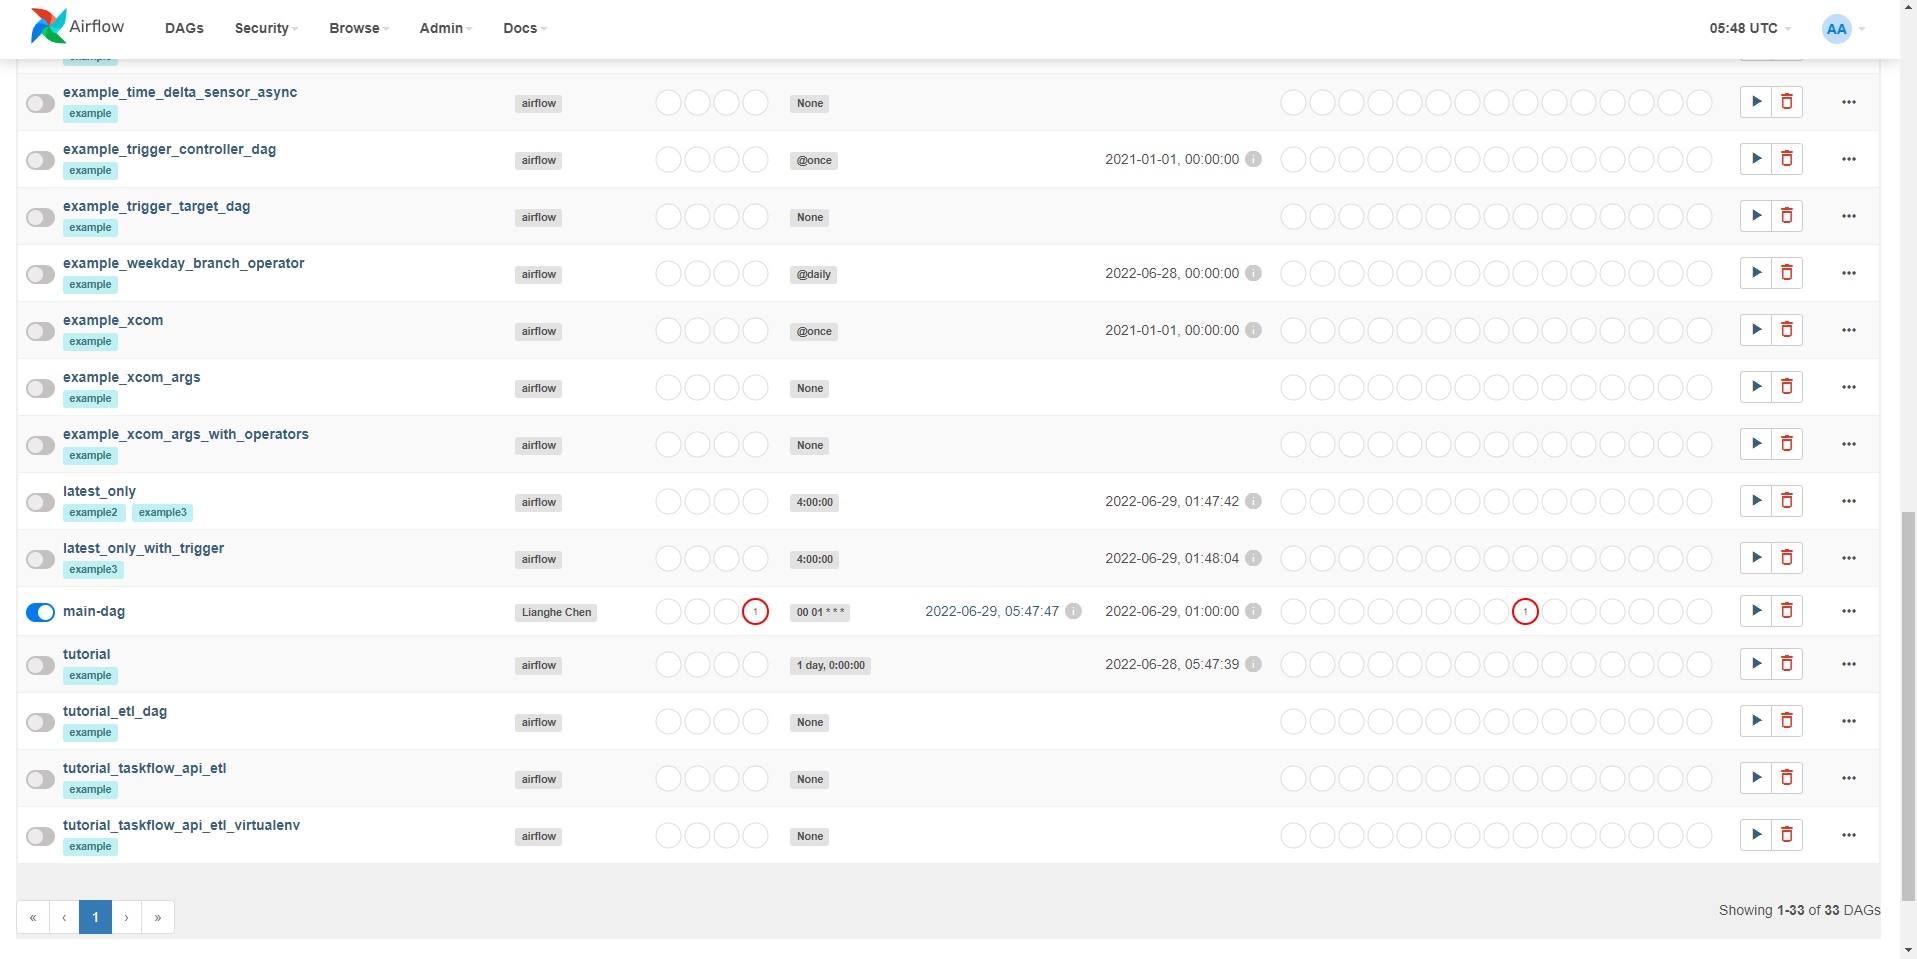 Airflow DAGs Security Browse Admin Docs 05:48 UTC AA
example
example_time_delta_sensor_async
example
airflow None
example_trigger_controller_dag
example
airflow @once 2021-01-01, 00:00:00
example_trigger_target_dag
example
airflow None
example_weekday_branch_operator
example
airflow @daily 2022-06-28, 00:00:00
example_xcom
example
airflow @once 2021-01-01, 00:00:00
example_xcom_args
example
airflow None
example_xcom_args_with_operators
example
airflow None
latest_only
example2 example3
airflow 4:00:00 2022-06-29, 01:47:42
latest_only_with_trigger
example3
airflow 4:00:00 2022-06-29, 01:48:04
main-dag Lianghe Chen 1 00 01 * * * 2022-06-29, 05:47:47 2022-06-29, 01:00:00 1
tutorial
example
airflow 1 day, 0:00:00 2022-06-28, 05:47:39
tutorial_etl_dag
example
airflow None
tutorial_taskflow_api_etl
example
airflow None
tutorial_taskflow_api_etl_virtualenv
example
airflow None
« ‹ 1 › » Showing 1-33 of 33 DAGs